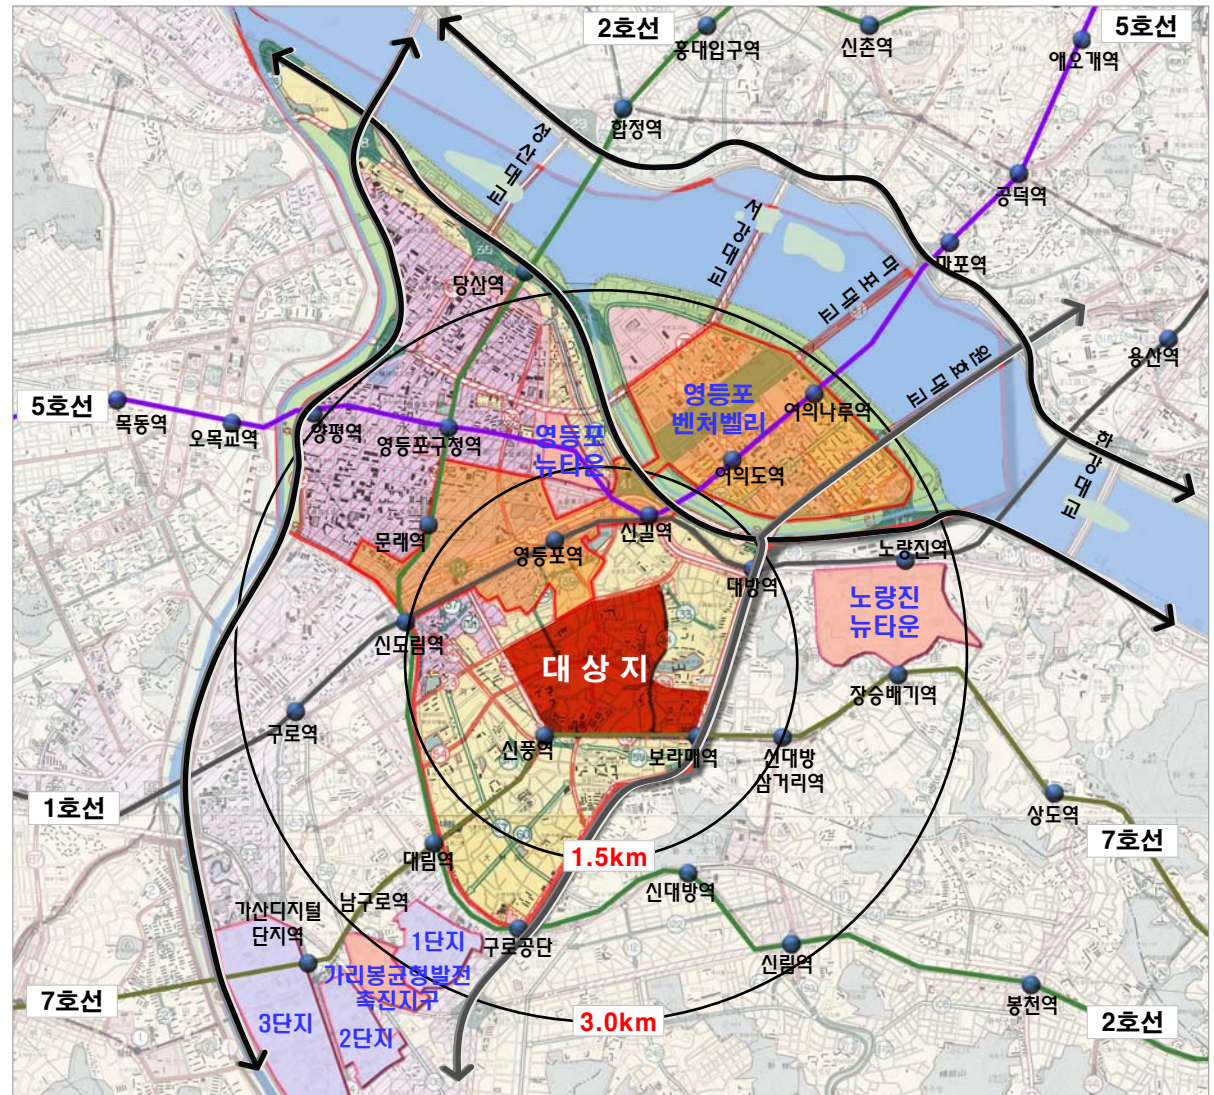 2호선
5호선
홍대입구역
신촌역
애오개역
합정역
성산대교
공덕역
서강대교
마포대교
마포역
당산역
원효대교
용산역
5호선
목동역
오목교역
양평역
영등포구청역
영등포
뉴타운
영등포
벤처벨리
여의나루역
여의도역
한강대교
문래역
영등포역
신길역
대방역
노량진역
노량진
뉴타운
신도림역
대 상 지
장승배기역
구로역
신풍역
보라매역
신대방
삼거리역
1호선
상도역
7호선
1.5km
대림역
남구로역
신대방역
가산디지털
단지역
1단지
구로공단
신림역
가리봉균형발전
촉진지구
7호선
봉천역
3단지
2단지
3.0km
2호선